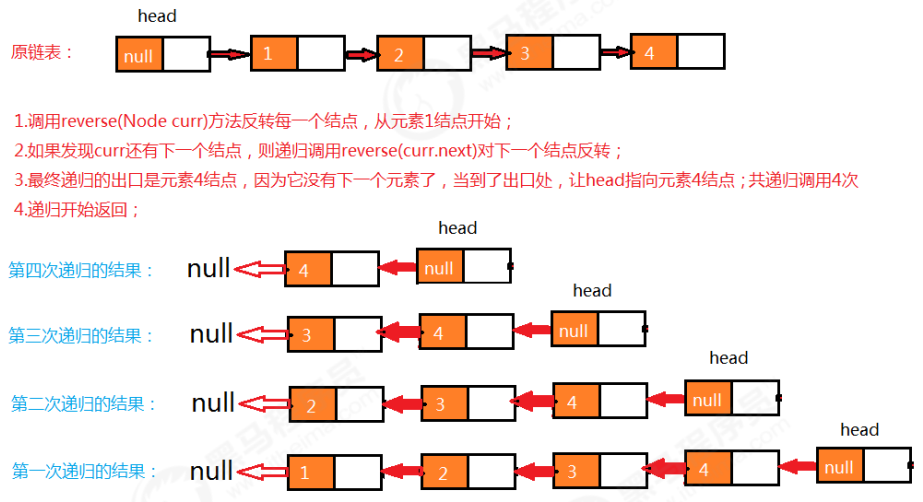 head
原链表： null 1 2 3 4
1.调用reverse(Node curr)方法反转每一个结点，从元素1结点开始；
2.如果发现curr还有下一个结点，则递归调用reverse(curr.next)对下一个结点反转；
3.最终递归的出口是元素4结点，因为它没有下一个元素了，当到了出口处，让head指向元素4结点；共递归调用4次
4.递归开始返回；
head
第四次递归的结果： null 4 null
head
第三次递归的结果： null 3 4 null
head
第二次递归的结果： null 2 3 4 null
head
第一次递归的结果： null 1 2 3 4 null